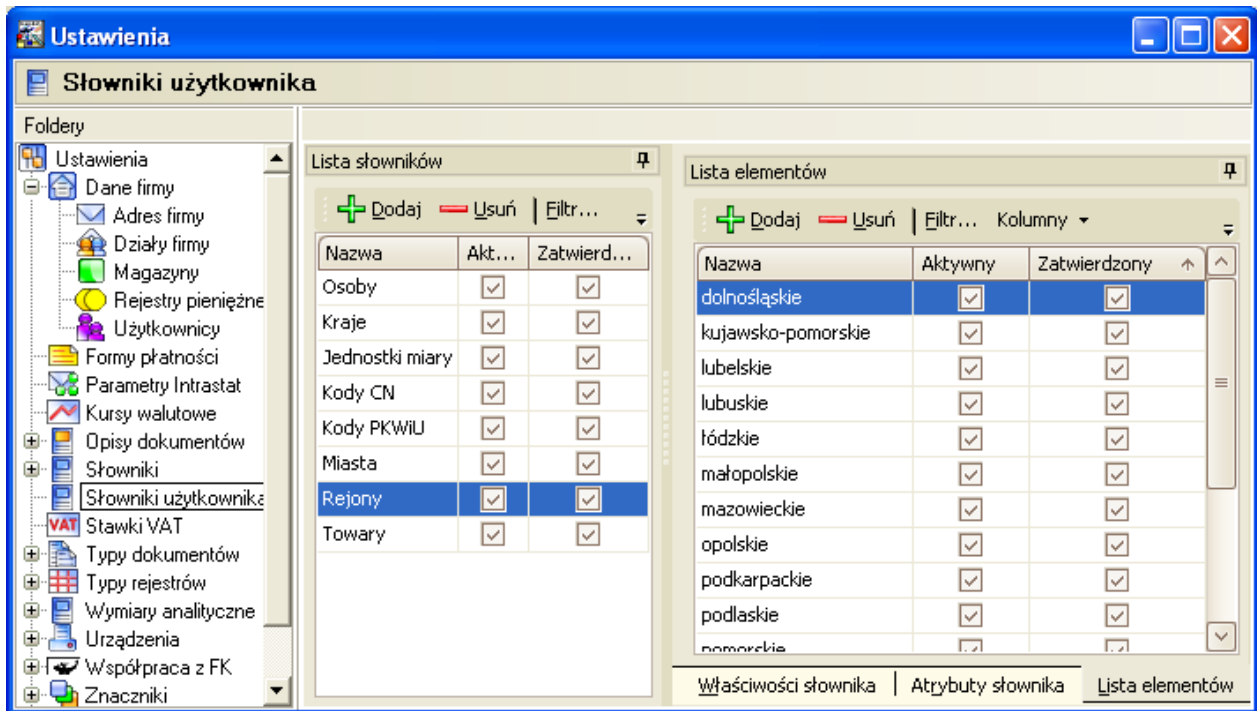 Ustawienia
Słowniki użytkownika
Foldery
Ustawienia
Dane firmy
Adres firmy
Działy firmy
Magazyny
Rejestry pieniężne
Użytkownicy
Formy płatności
Parametry Intrastat
Kursy walutowe
Opisy dokumentów
Słowniki
Słowniki użytkownika
VAT Stawki VAT
Typy dokumentów
Typy rejestrów
Wymiary analityczne
Urządzenia
Współpraca z FK
Znaczniki
Lista słowników
Dodaj Usuń Filtr...
Nazwa Akt... Zatwierd...
Osoby
Kraje
Jednostki miary
Kody CN
Kody PKWiU
Miasta
Rejony
Towary
Lista elementów
Dodaj Usuń Filtr... Kolumny
Nazwa Aktywny Zatwierdzony
dolnośląskie
kujawsko-pomorskie
lubelskie
lubuskie
łódzkie
małopolskie
mazowieckie
opolskie
podkarpackie
podlaskie
pomorskie
Właściwości słownika Atrybuty słownika Lista elementów